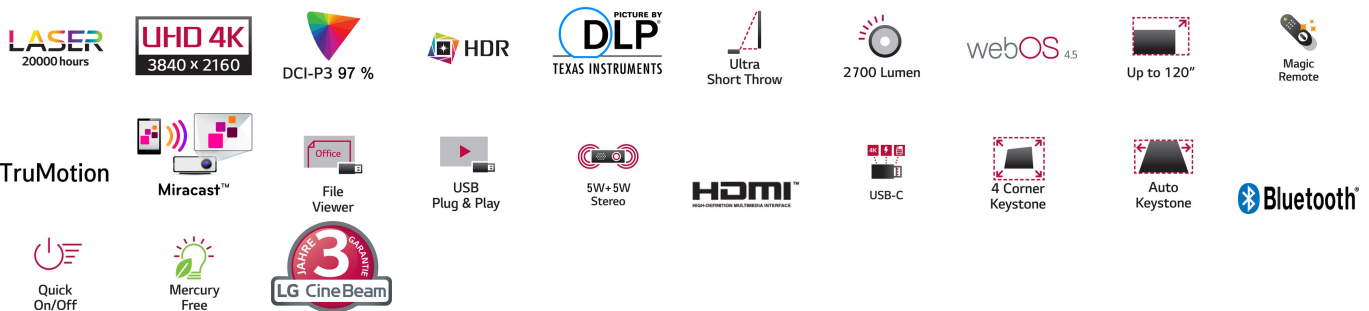 LASER
20000 hours
UHD 4K
3840 x 2160
DCI-P3 97 %
HDR
PICTURE BY
DLP®
TEXAS INSTRUMENTS
Ultra
Short Throw
2700 Lumen
webOS 4.5
Up to 120"
Magic
Remote
TruMotion
Miracast™
Office
File
Viewer
USB
Plug & Play
5W+5W
Stereo
HDMI™
HIGH-DEFINITION MULTIMEDIA INTERFACE
4K
USB-C
4 Corner
Keystone
Auto
Keystone
Bluetooth®
Quick
On/Off
Mercury
Free
JAHRE 3 GARANTIE
LG CineBeam